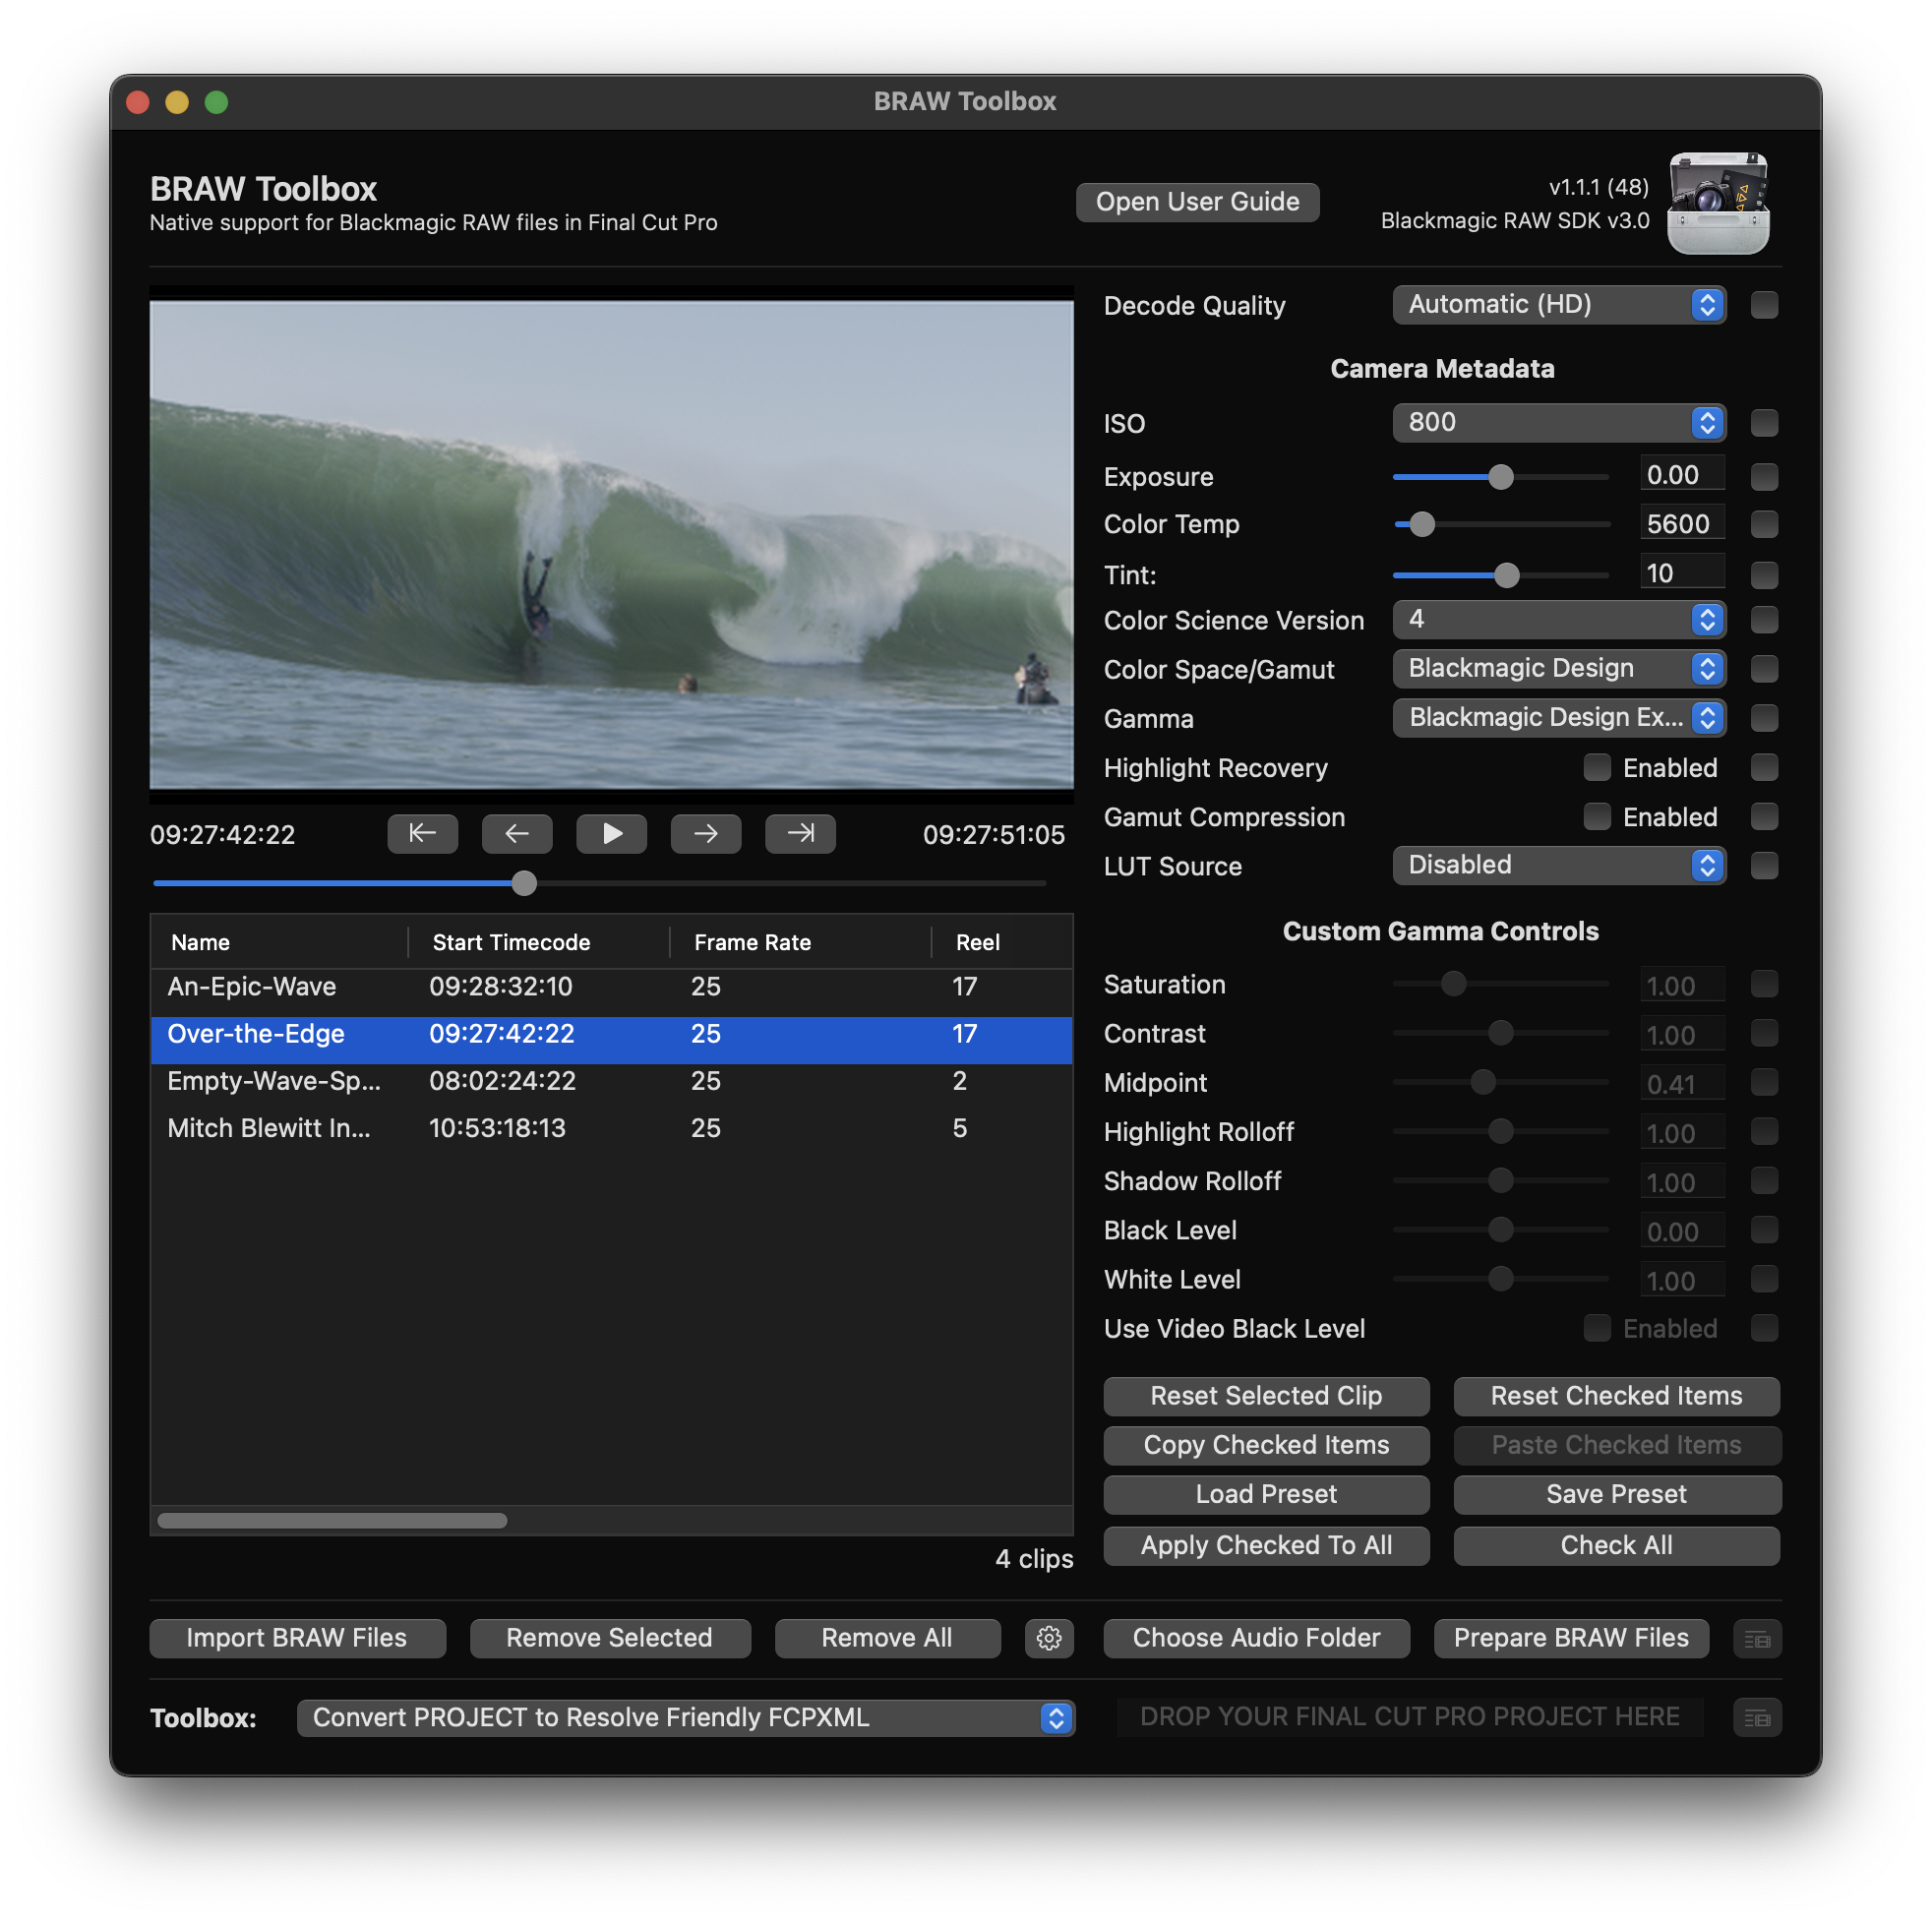 BRAW Toolbox
BRAW Toolbox
Native support for Blackmagic RAW files in Final Cut Pro
Open User Guide
v1.1.1 (48)
Blackmagic RAW SDK v3.0
09:27:42:22
09:27:51:05
Name Start Timecode Frame Rate Reel
An-Epic-Wave 09:28:32:10 25 17
Over-the-Edge 09:27:42:22 25 17
Empty-Wave-Sp... 08:02:24:22 25 2
Mitch Blewitt In... 10:53:18:13 25 5
4 clips
Decode Quality Automatic (HD)
Camera Metadata
ISO 800
Exposure 0.00
Color Temp 5600
Tint: 10
Color Science Version 4
Color Space/Gamut Blackmagic Design
Gamma Blackmagic Design Ex...
Highlight Recovery Enabled
Gamut Compression Enabled
LUT Source Disabled
Custom Gamma Controls
Saturation 1.00
Contrast 1.00
Midpoint 0.41
Highlight Rolloff 1.00
Shadow Rolloff 1.00
Black Level 0.00
White Level 1.00
Use Video Black Level Enabled
Reset Selected Clip Reset Checked Items
Copy Checked Items Paste Checked Items
Load Preset Save Preset
Apply Checked To All Check All
Import BRAW Files Remove Selected Remove All Choose Audio Folder Prepare BRAW Files
Toolbox: Convert PROJECT to Resolve Friendly FCPXML DROP YOUR FINAL CUT PRO PROJECT HERE